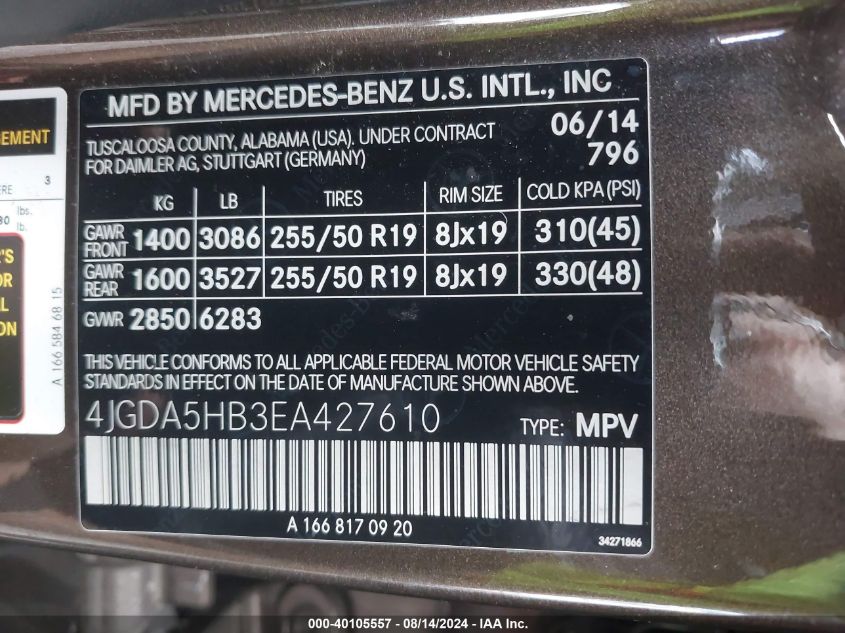 MFD BY MERCEDES-BENZ U.S. INTL., INC
TUSCALOOSA COUNTY, ALABAMA (USA). UNDER CONTRACT
FOR DAIMLER AG, STUTTGART (GERMANY)
06/14
796
KG LB TIRES RIM SIZE COLD KPA (PSI)
GAWR FRONT 1400 3086 255/50 R19 8Jx19 310(45)
GAWR REAR 1600 3527 255/50 R19 8Jx19 330(48)
GVWR 2850 6283
THIS VEHICLE CONFORMS TO ALL APPLICABLE FEDERAL MOTOR VEHICLE SAFETY
STANDARDS IN EFFECT ON THE DATE OF MANUFACTURE SHOWN ABOVE.
4JGDA5HB3EA427610 TYPE: MPV
A 166 817 09 20
34271866
3
lbs.
lb.
A 166 584 68 15
000-40105557 - 08/14/2024 - IAA Inc.